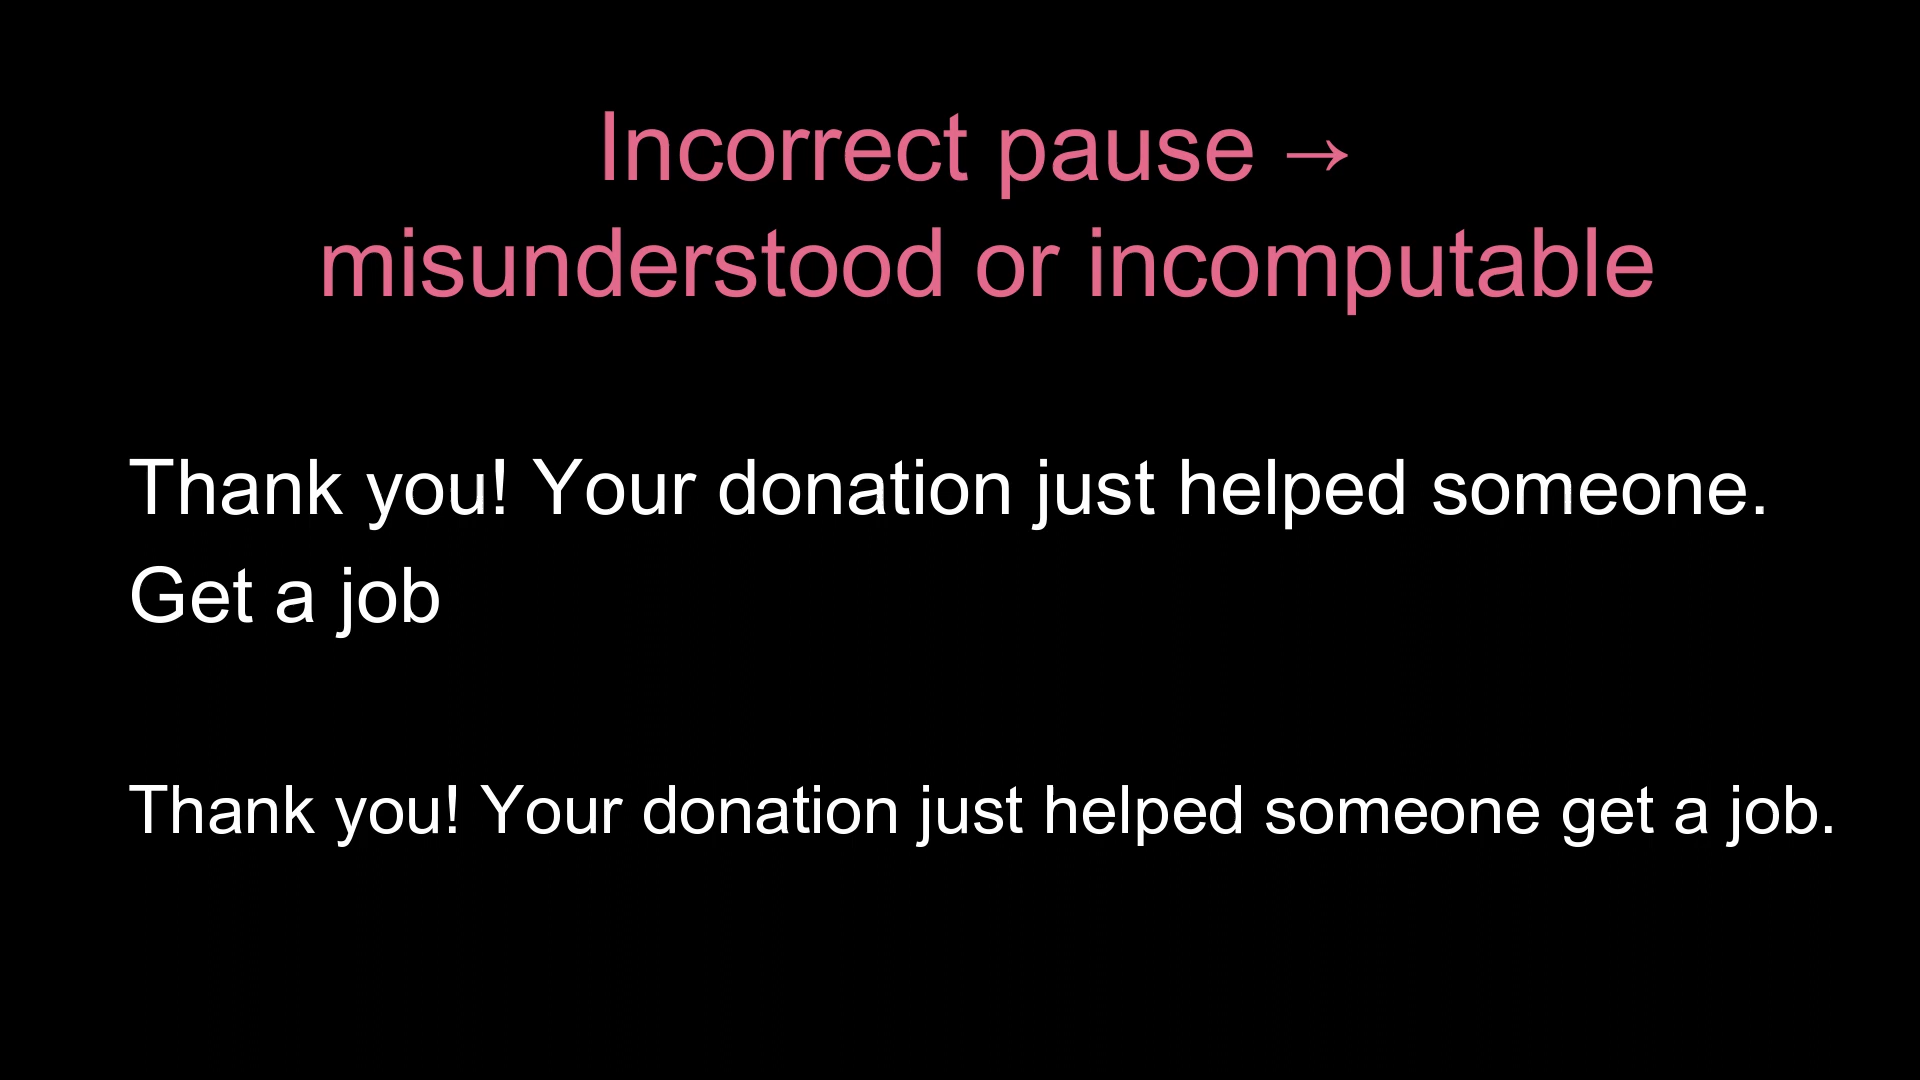 Incorrect pause →
misunderstood or incomputable
Thank you! Your donation just helped someone.
Get a job
Thank you! Your donation just helped someone get a job.